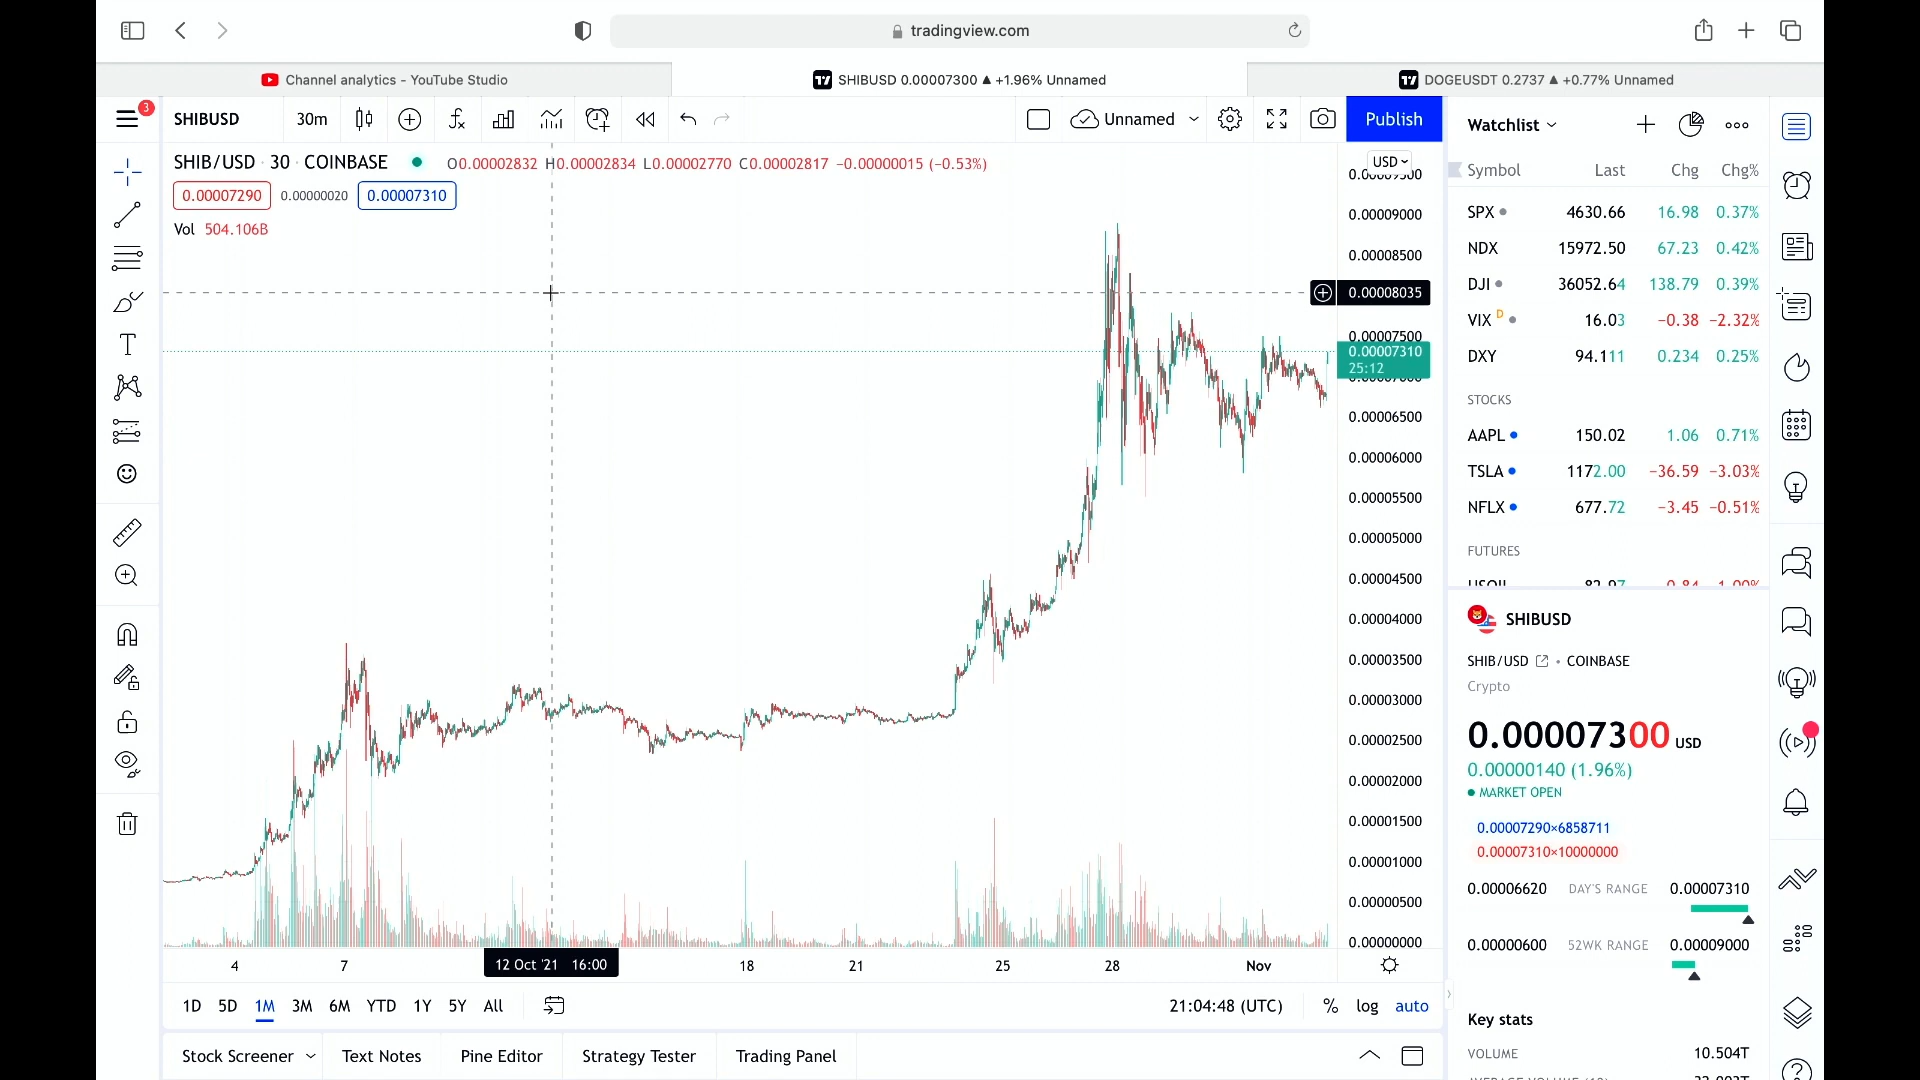 tradingview.com
Channel analytics - YouTube Studio
SHIBUSD 0.00007300 ▲ +1.96% Unnamed
DOGEUSDT 0.2737 ▲ +0.77% Unnamed
3
SHIBUSD 30m
Unnamed
Publish
SHIB/USD · 30 · COINBASE
O0.00002832 H0.00002834 L0.00002770 C0.00002817 −0.00000015 (−0.53%)
0.00007290 0.00000020 0.00007310
Vol 504.106B
USD
0.00009000
0.00008500
0.00008035
0.00007500
0.00007310
25:12
0.00006500
0.00006000
0.00005500
0.00005000
0.00004500
0.00004000
0.00003500
0.00003000
0.00002500
0.00002000
0.00001500
0.00001000
0.00000500
0.00000000
4 7 12 Oct '21 16:00 18 21 25 28 Nov
1D 5D 1M 3M 6M YTD 1Y 5Y All
21:04:48 (UTC) % log auto
Stock Screener Text Notes Pine Editor Strategy Tester Trading Panel
Watchlist
Symbol Last Chg Chg%
SPX 4630.66 16.98 0.37%
NDX 15972.50 67.23 0.42%
DJI 36052.64 138.79 0.39%
VIX D 16.03 −0.38 −2.32%
DXY 94.111 0.234 0.25%
STOCKS
AAPL 150.02 1.06 0.71%
TSLA 1172.00 −36.59 −3.03%
NFLX 677.72 −3.45 −0.51%
FUTURES
SHIBUSD
SHIB/USD • COINBASE
Crypto
0.00007300 USD
0.00000140 (1.96%)
MARKET OPEN
0.00007290×6858711
0.00007310×10000000
0.00006620 DAY'S RANGE 0.00007310
0.00000600 52WK RANGE 0.00009000
Key stats
VOLUME 10.504T